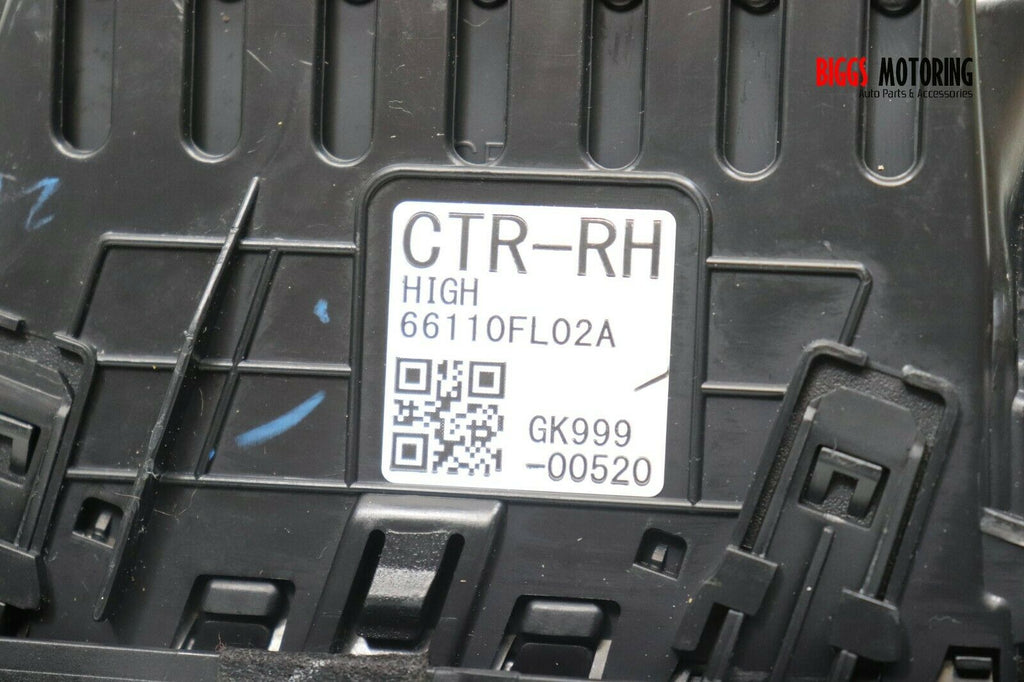 BIGGS MOTORING
Auto Parts & Accessories
CTR-RH
HIGH
66110FL02A
GK999
-00520